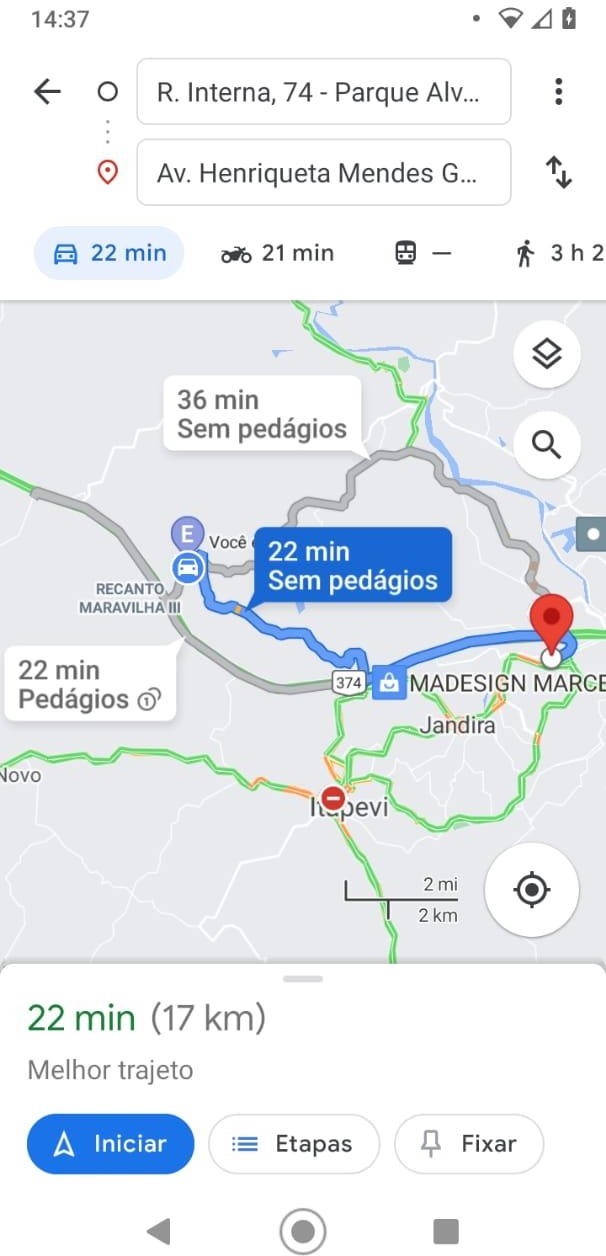 14:37
R. Interna, 74 - Parque Alv...
Av. Henriqueta Mendes G...
22 min
21 min
—
3 h 2
36 min
Sem pedágios
E
Você
22 min
Sem pedágios
RECANTO
MARAVILHA III
22 min
Pedágios
374
MADESIGN MARCE
Jandira
Novo
Itapevi
2 mi
2 km
22 min (17 km)
Melhor trajeto
Iniciar
Etapas
Fixar